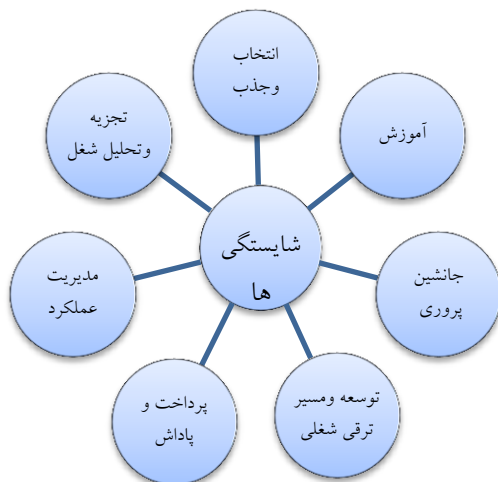 انتخاب
وجذب
آموزش
جانشین
پروری
توسعه ومسیر
ترقی شغلی
پرداخت و
پاداش
مدیریت
عملکرد
تجزیه
وتحلیل شغل
شایستگی
ها